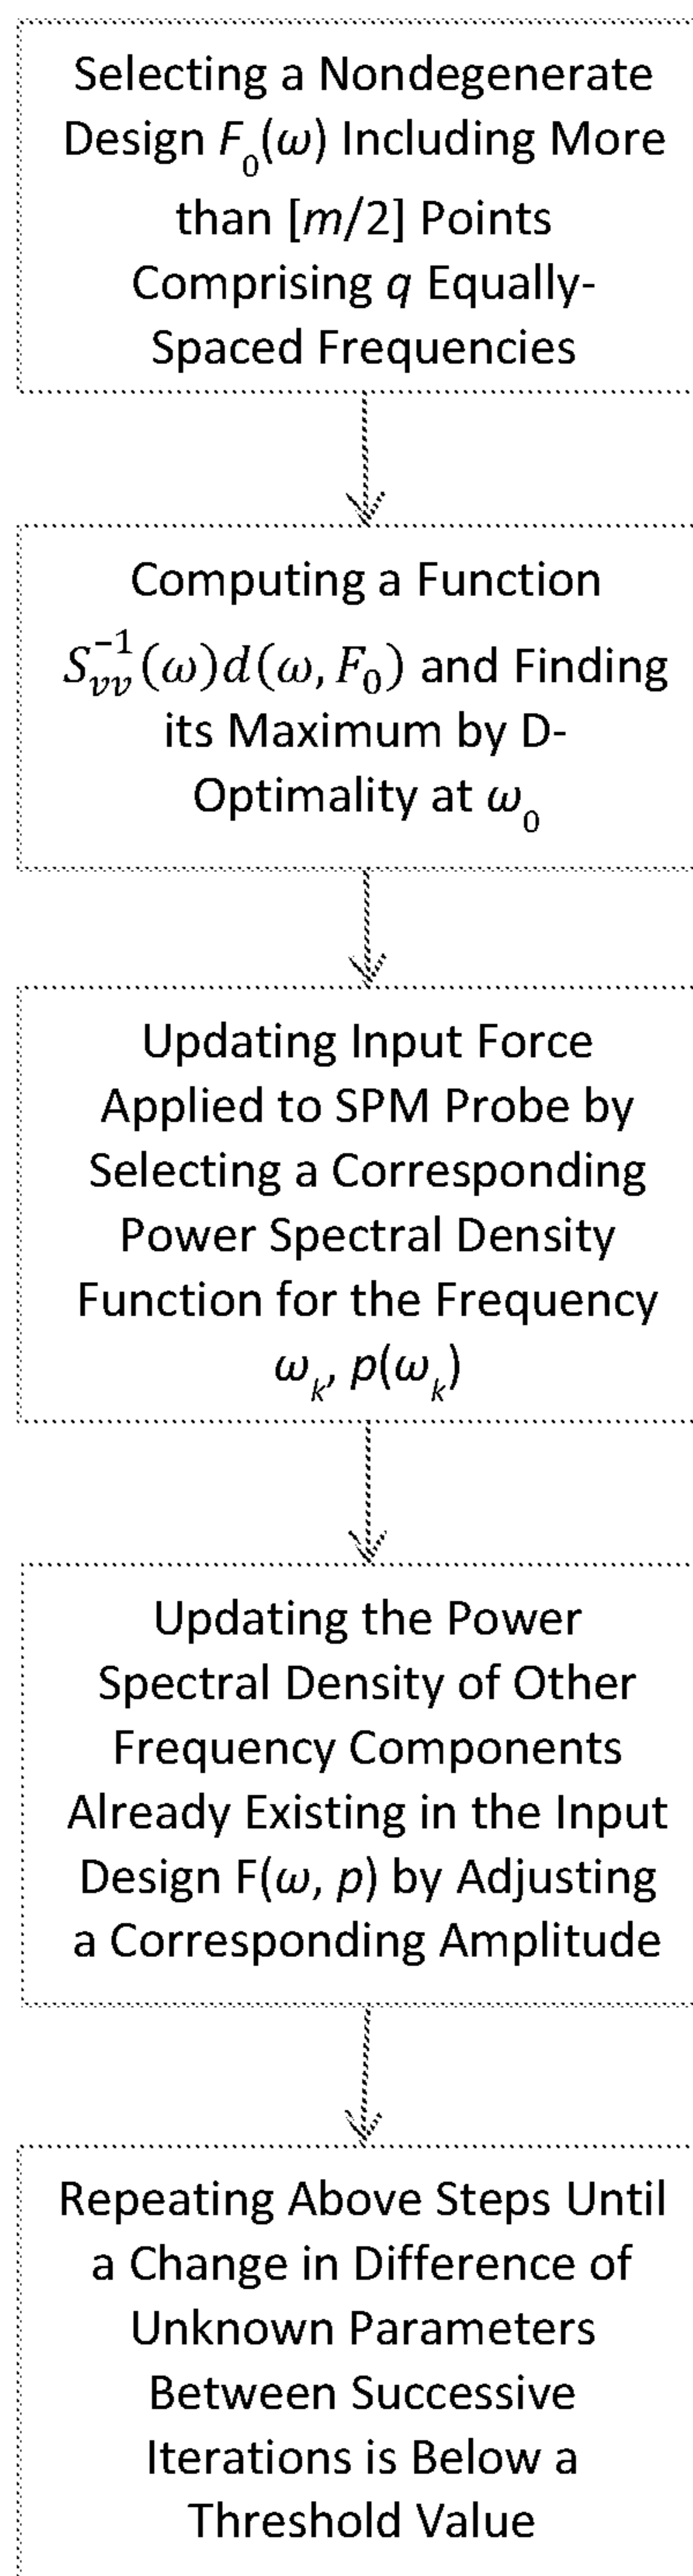 Selecting a Nondegenerate
Design F₀(ω) Including More
than [m/2] Points
Comprising q Equally-
Spaced Frequencies
Computing a Function
S_{vv}^{-1}(ω)d(ω, F₀) and Finding
its Maximum by D-
Optimality at ω₀
Updating Input Force
Applied to SPM Probe by
Selecting a Corresponding
Power Spectral Density
Function for the Frequency
ωₖ, p(ωₖ)
Updating the Power
Spectral Density of Other
Frequency Components
Already Existing in the Input
Design F(ω, p) by Adjusting
a Corresponding Amplitude
Repeating Above Steps Until
a Change in Difference of
Unknown Parameters
Between Successive
Iterations is Below a
Threshold Value